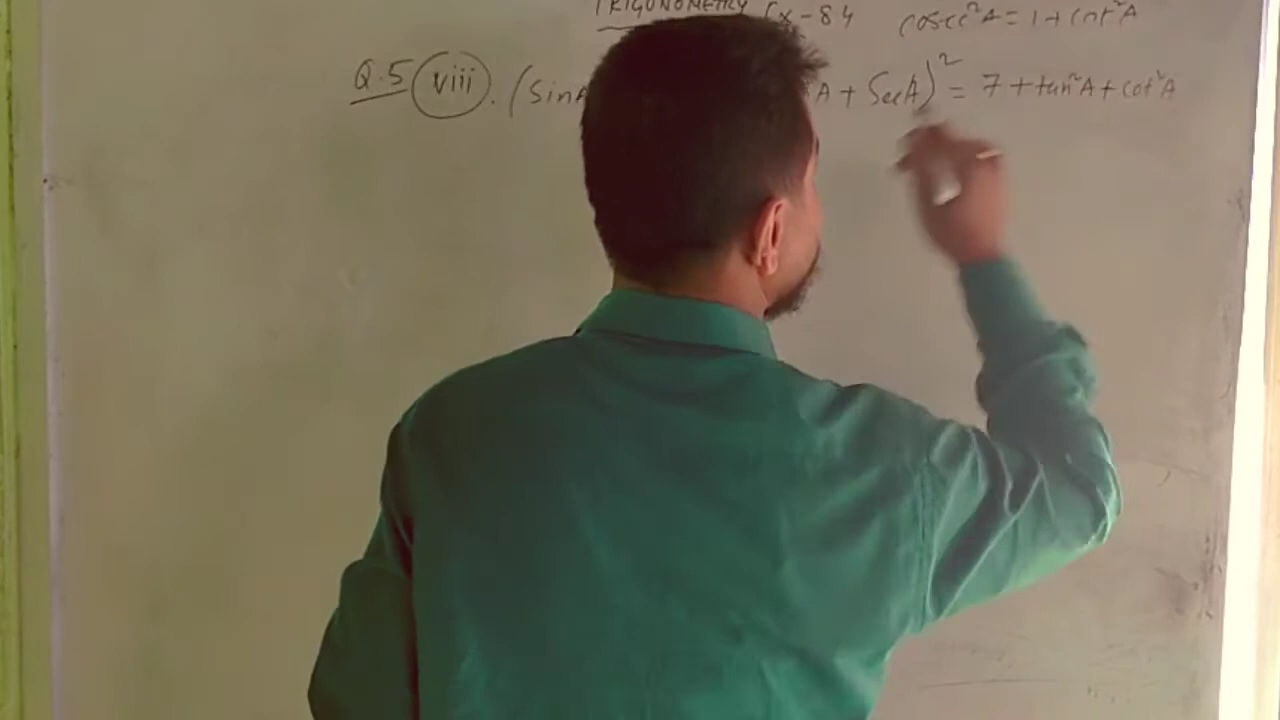 TRIGONOMETRY Ex-8.4 cosec²A = 1 + cot²A
Q.5 viii. (SinA A + SecA)² = 7 + tan²A + cot²A